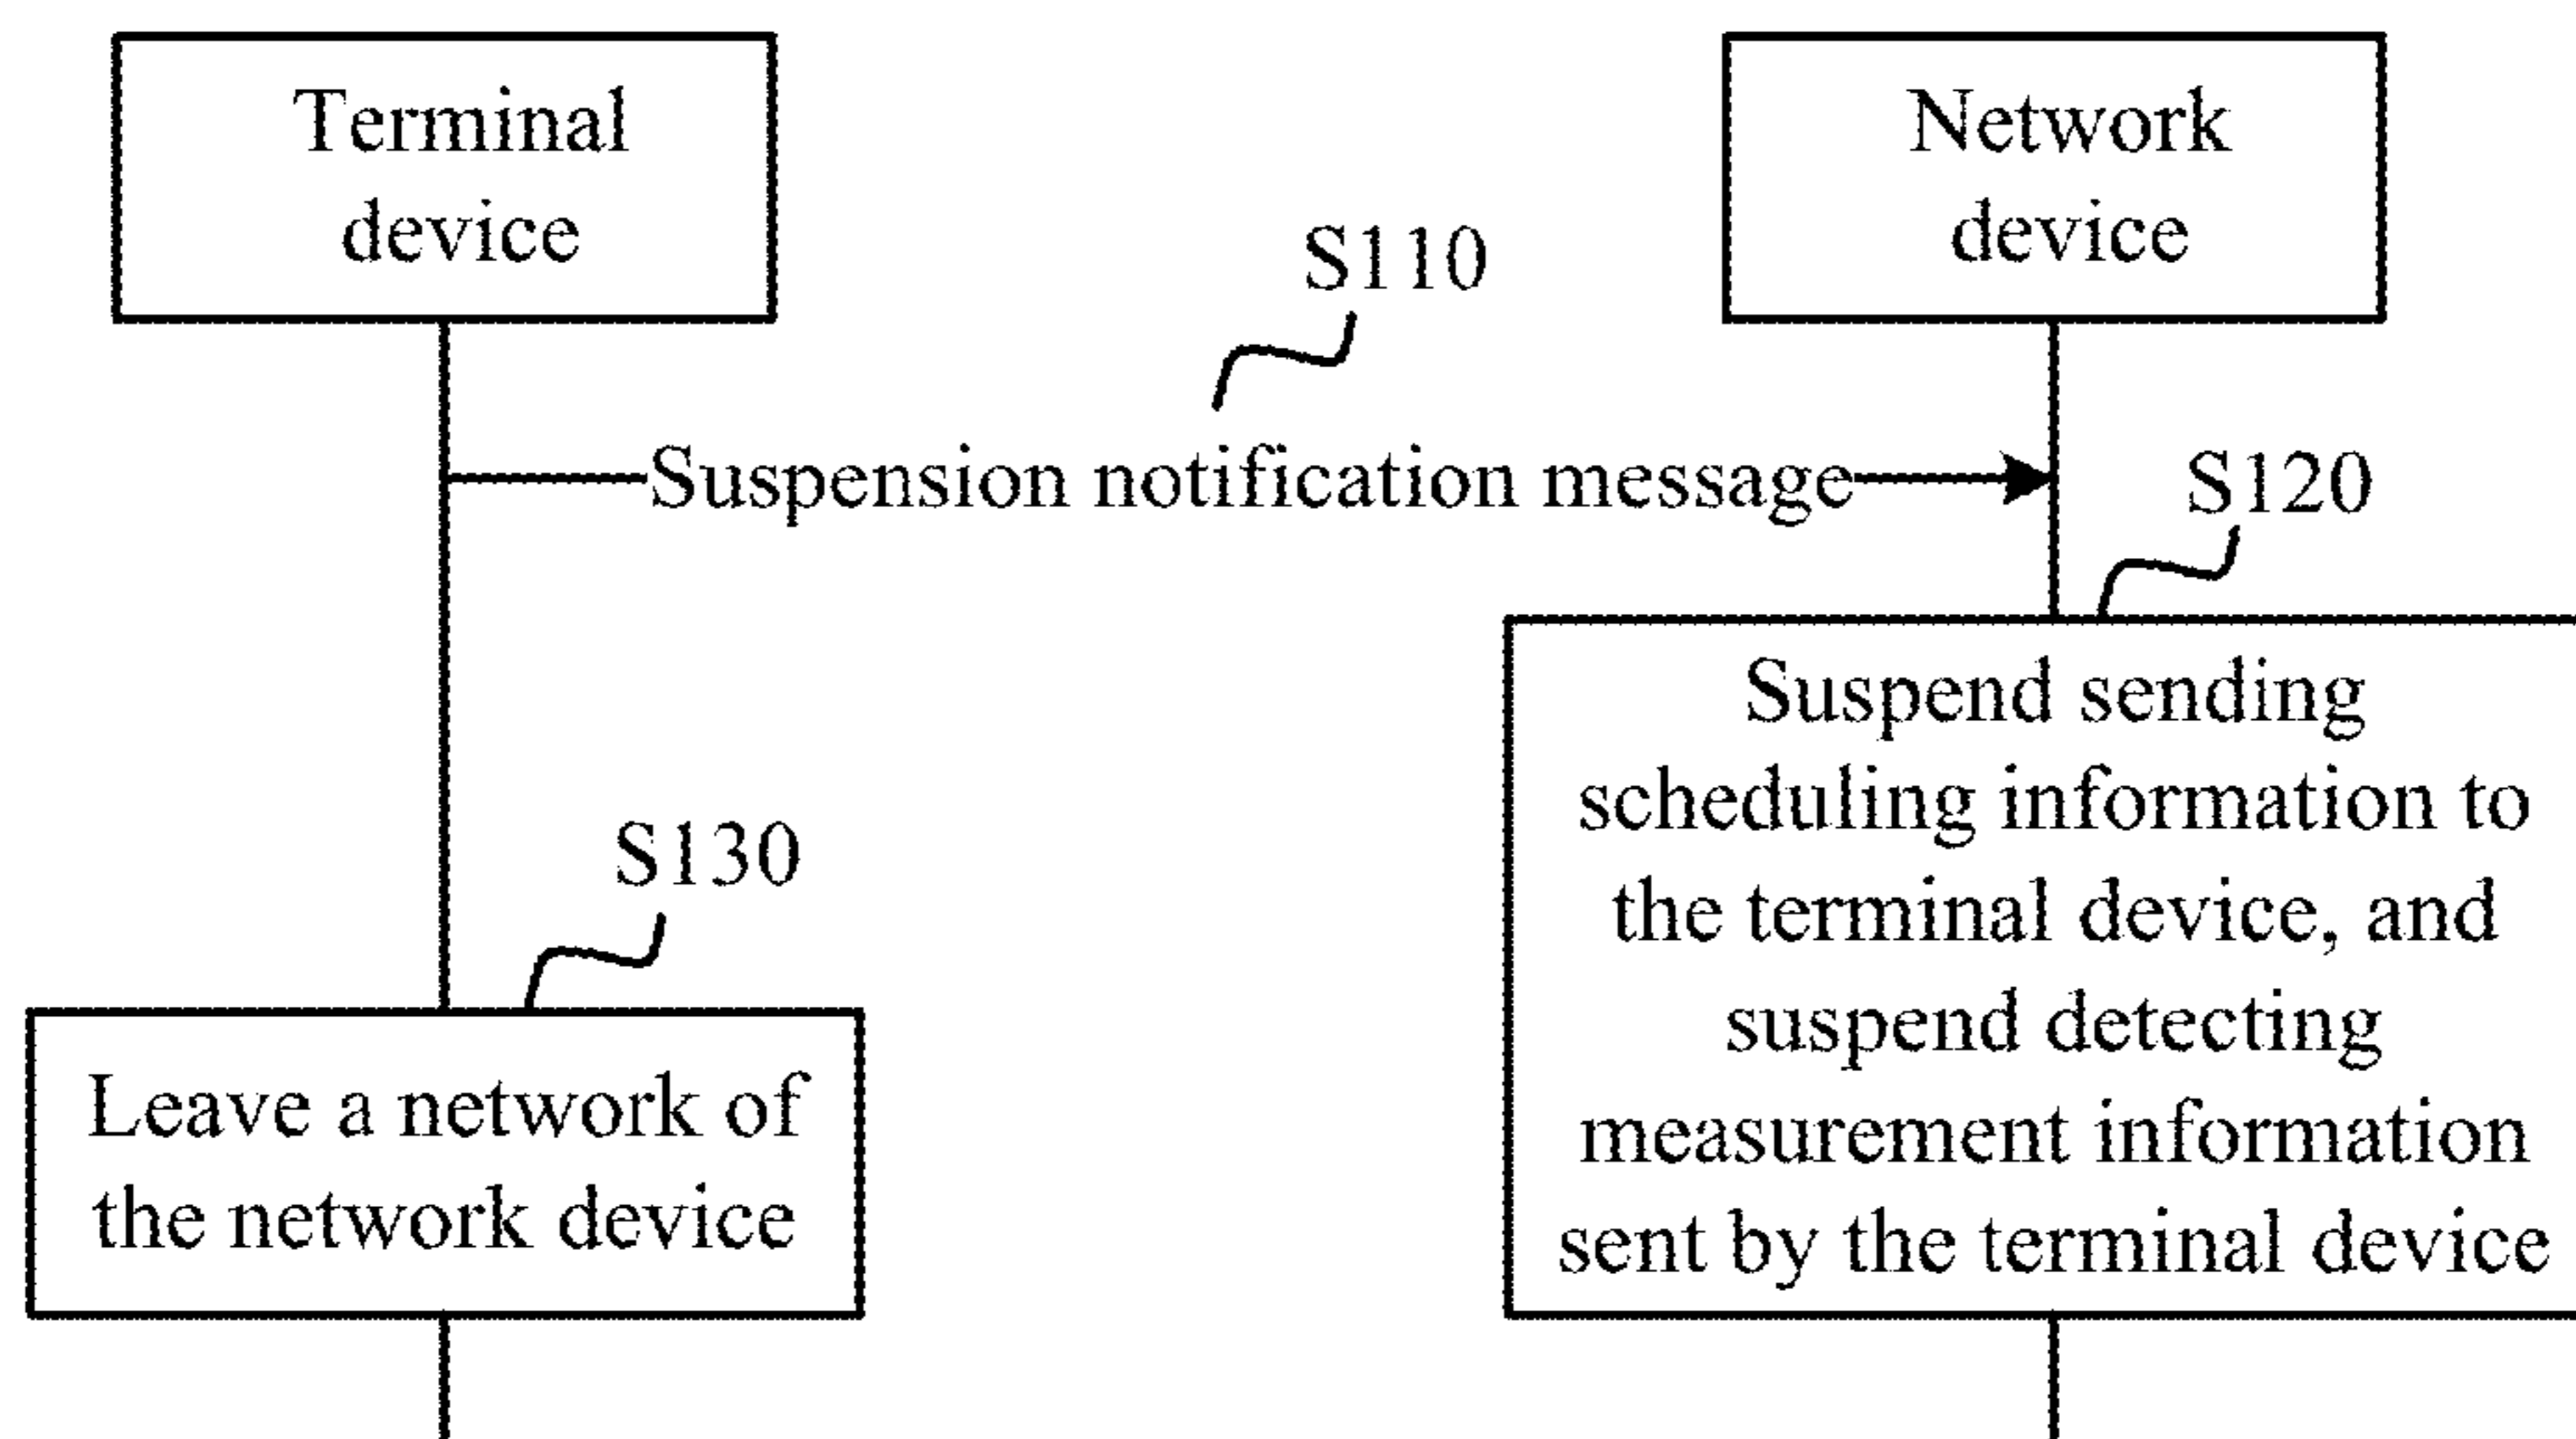 Terminal
device
Network
device
S110
Suspension notification message
S120
Suspend sending
scheduling information to
the terminal device, and
suspend detecting
measurement information
sent by the terminal device
S130
Leave a network of
the network device